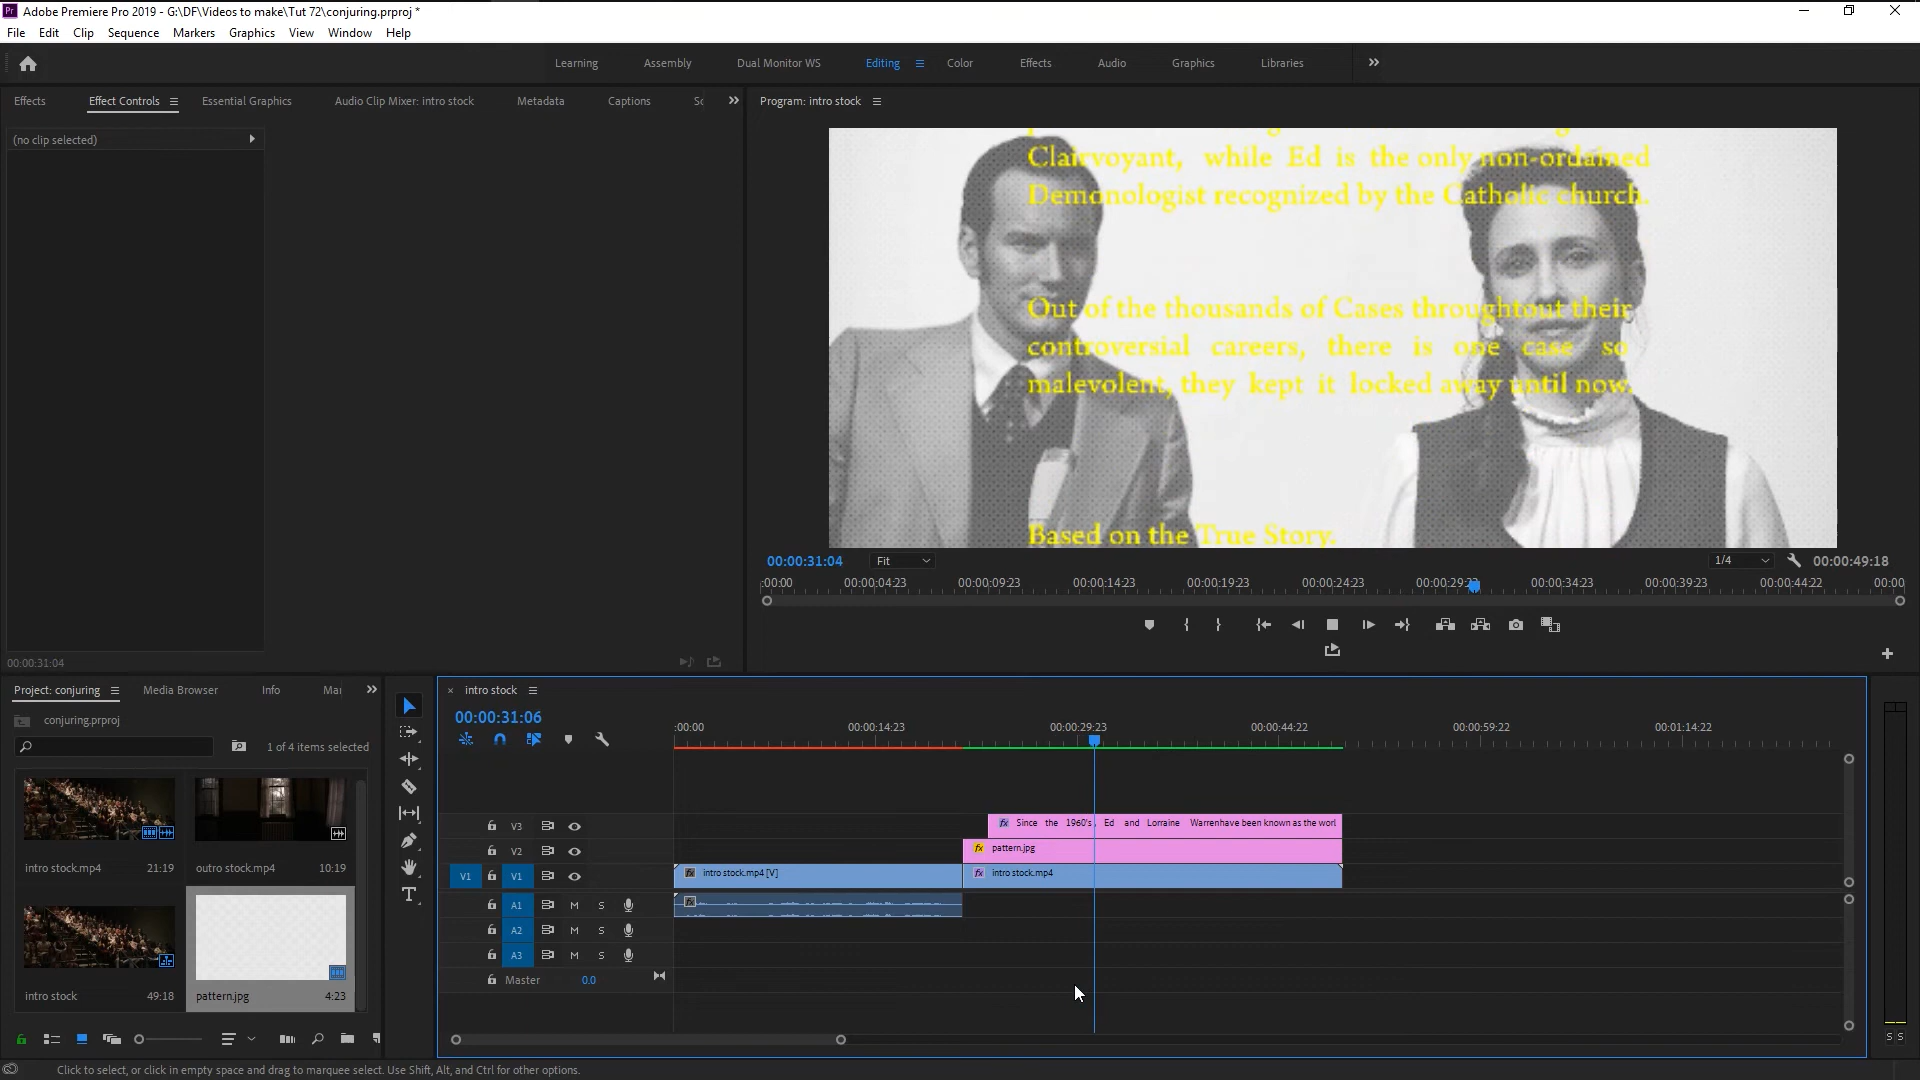 Adobe Premiere Pro 2019 - G:\DF\Videos to make\Tut 72\conjuring.prproj *
File Edit Clip Sequence Markers Graphics View Window Help
Learning Assembly Dual Monitor WS Editing Color Effects Audio Graphics Libraries
Effects Effect Controls Essential Graphics Audio Clip Mixer: intro stock Metadata Captions
Program: intro stock
(no clip selected)
Clairvoyant, while Ed is the only non-ordained
Demonologist recognized by the Catholic church.
Out of the thousands of Cases throughtout their
controversial careers, there is one case so
malevolent, they kept it locked away until now.
Based on the True Story.
00:00:31:04 Fit 1/4 00:00:49:18
:00:00 00:00:04:23 00:00:09:23 00:00:14:23 00:00:19:23 00:00:24:23 00:00:29:23 00:00:34:23 00:00:39:23 00:00:44:22 00:00
00:00:31:04
Project: conjuring Media Browser Info
conjuring.prproj
1 of 4 items selected
intro stock.mp4 21:19 outro stock.mp4 10:19
intro stock 49:18 pattern.jpg 4:23
intro stock
00:00:31:06
:00:00 00:00:14:23 00:00:29:23 00:00:44:22 00:00:59:22 00:01:14:22
V3 fx Since the 1960's, Ed and Lorraine Warrenhave been known as the worl
V2 fx pattern.jpg
V1 V1 fx intro stock.mp4 [V] fx intro stock.mp4
A1 M S fx
A2 M S
A3 M S
Master 0.0
S S
Click to select, or click in empty space and drag to marquee select. Use Shift, Alt, and Ctrl for other options.